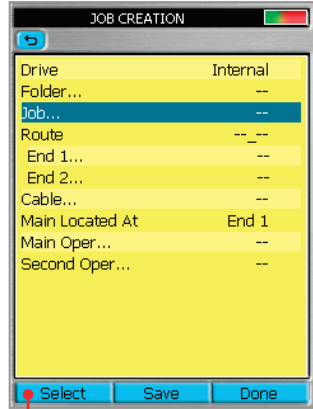 JOB CREATION
Drive Internal
Folder... --
Job... --
Route --_--
End 1... --
End 2... --
Cable... --
Main Located At End 1
Main Oper... --
Second Oper... --
Select Save Done